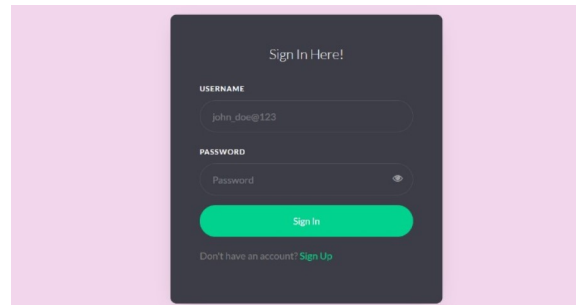 Sign In Here!
USERNAME
john_doe@123
PASSWORD
Password
Sign In
Don't have an account? Sign Up